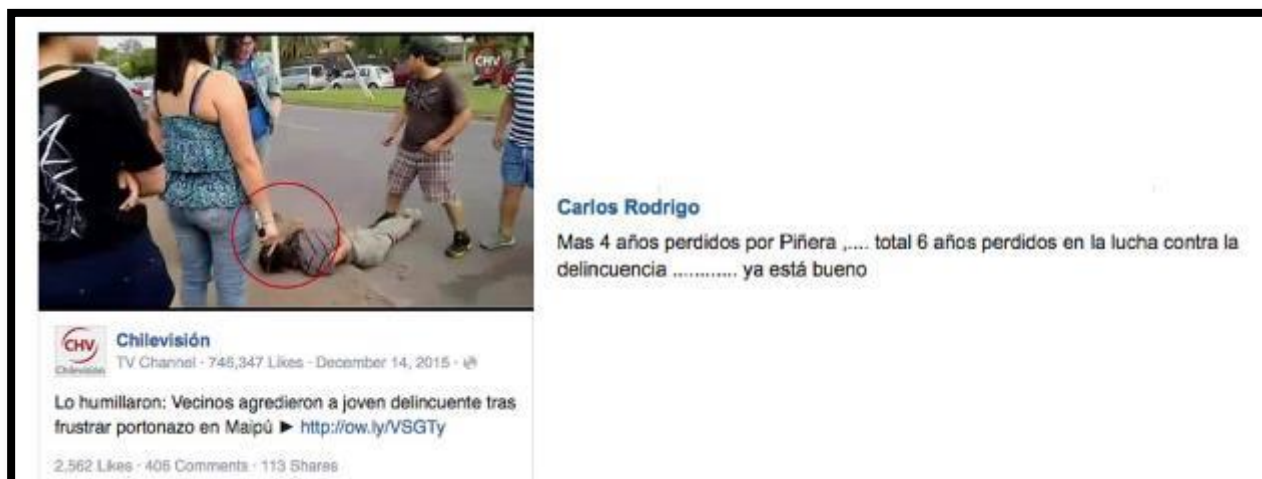 CHV
CHV
Chilevisión
Chilevisión
TV Channel · 746,347 Likes · December 14, 2015 ·
Lo humillaron: Vecinos agredieron a joven delincuente tras
frustrar portonazo en Maipú ► http://ow.ly/VSGTy
2,562 Likes · 406 Comments · 113 Shares
Carlos Rodrigo
Mas 4 años perdidos por Piñera ,.... total 6 años perdidos en la lucha contra la
delincuencia ............ ya está bueno